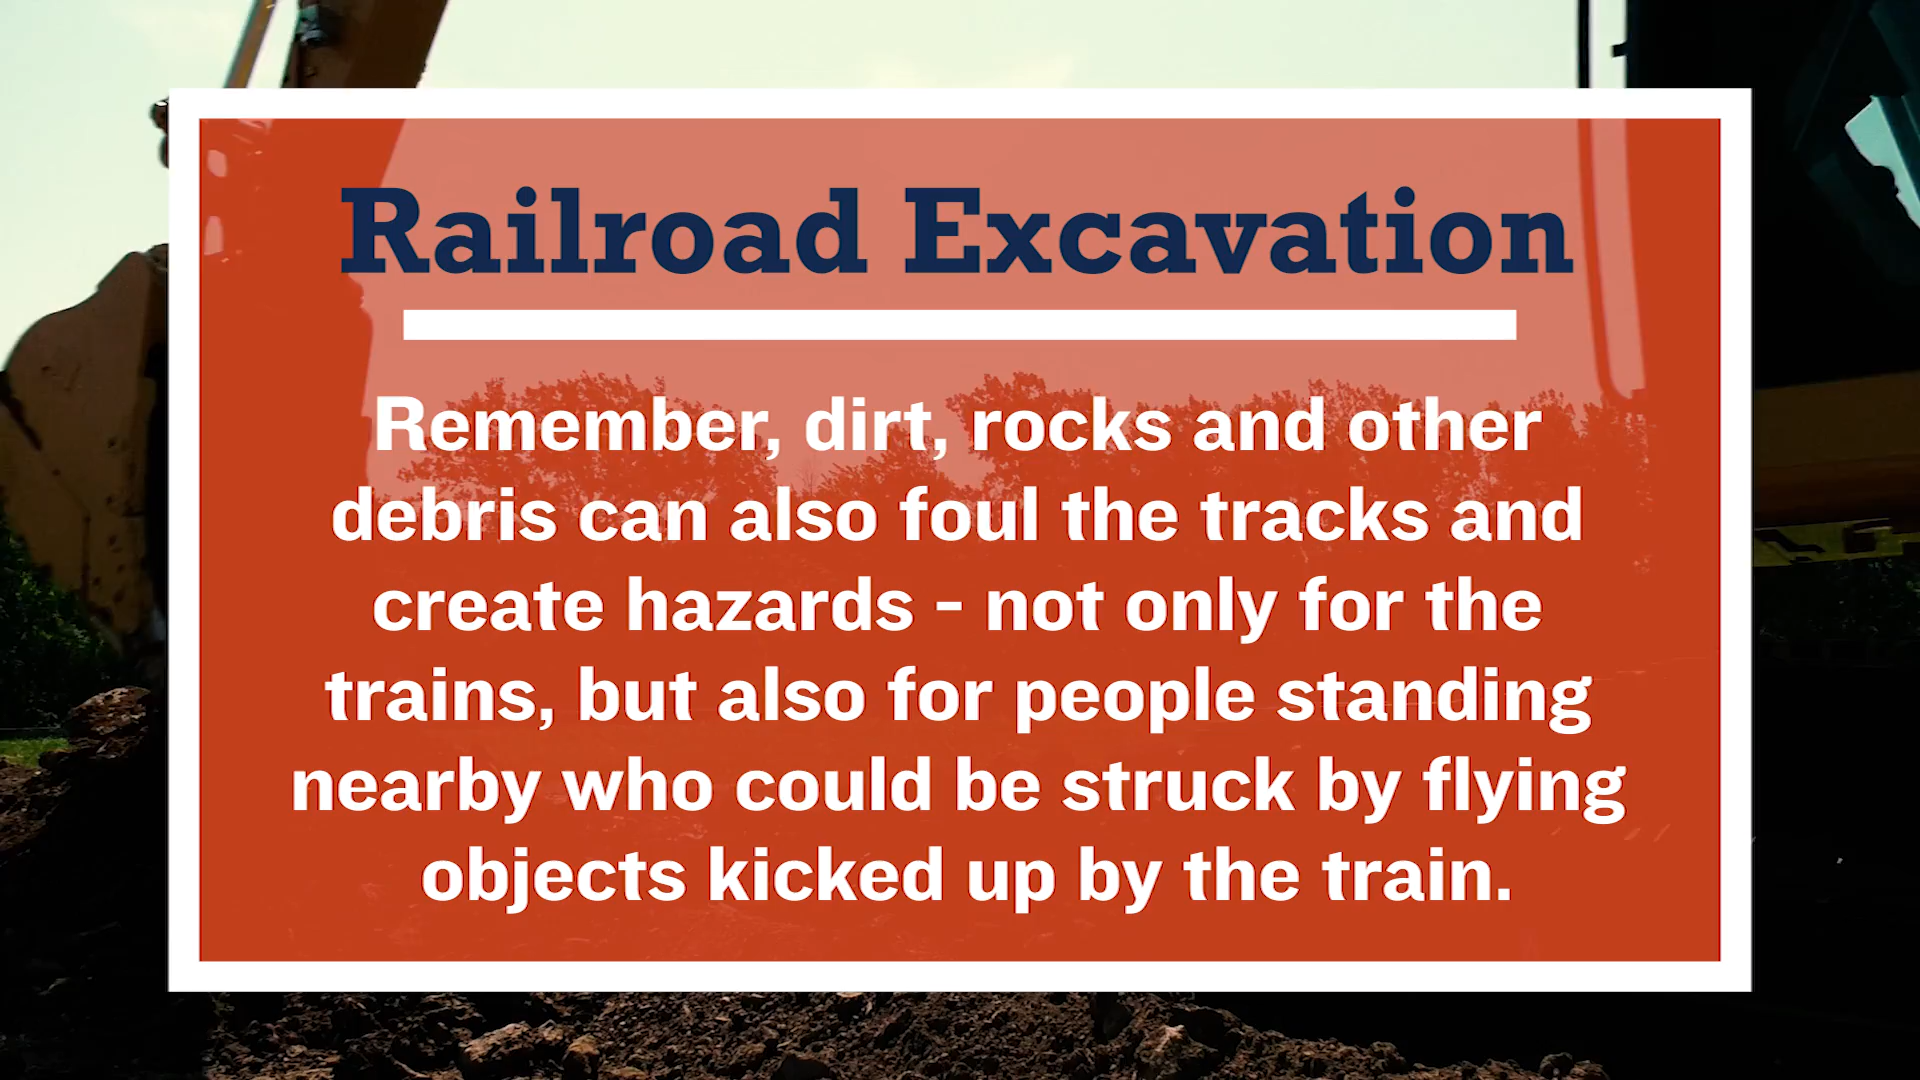 Railroad Excavation
Remember, dirt, rocks and other
debris can also foul the tracks and
create hazards - not only for the
trains, but also for people standing
nearby who could be struck by flying
objects kicked up by the train.